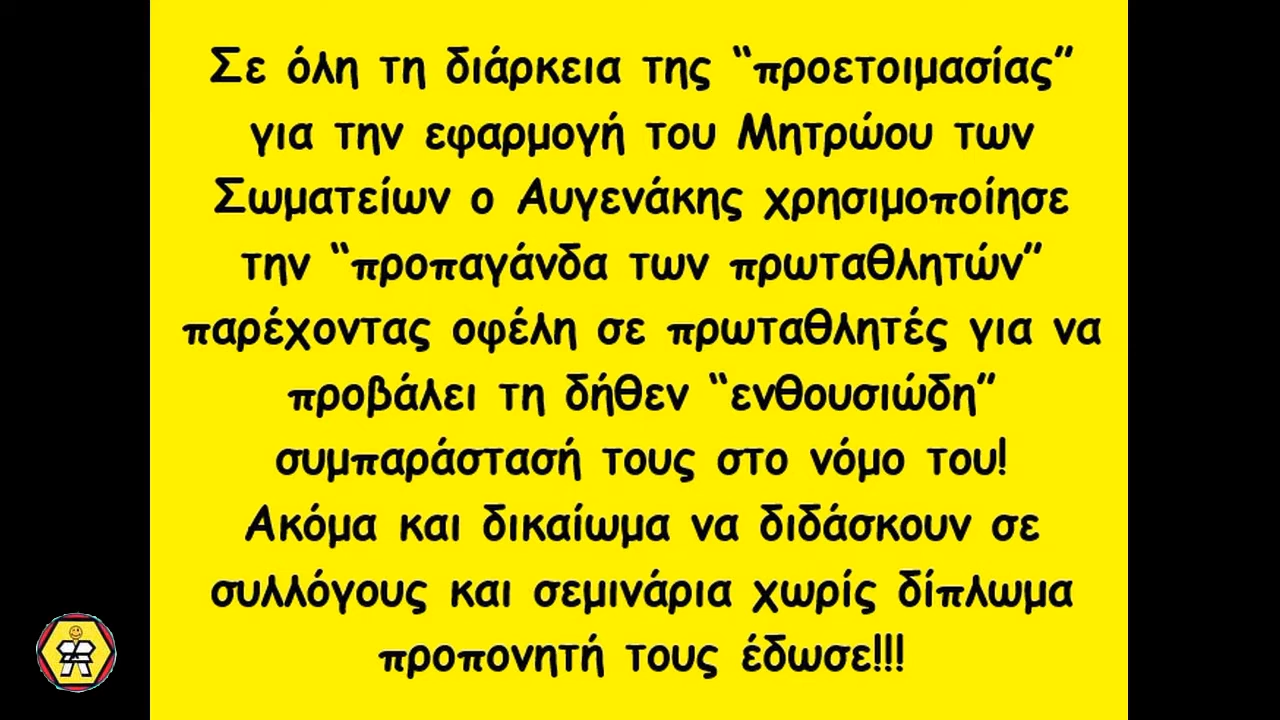 Σε όλη τη διάρκεια της “προετοιμασίας”
για την εφαρμογή του Μητρώου των
Σωματείων ο Αυγενάκης χρησιμοποίησε
την “προπαγάνδα των πρωταθλητών”
παρέχοντας οφέλη σε πρωταθλητές για να
προβάλει τη δήθεν “ενθουσιώδη”
συμπαράστασή τους στο νόμο του!
Ακόμα και δικαίωμα να διδάσκουν σε
συλλόγους και σεμινάρια χωρίς δίπλωμα
προπονητή τους έδωσε!!!